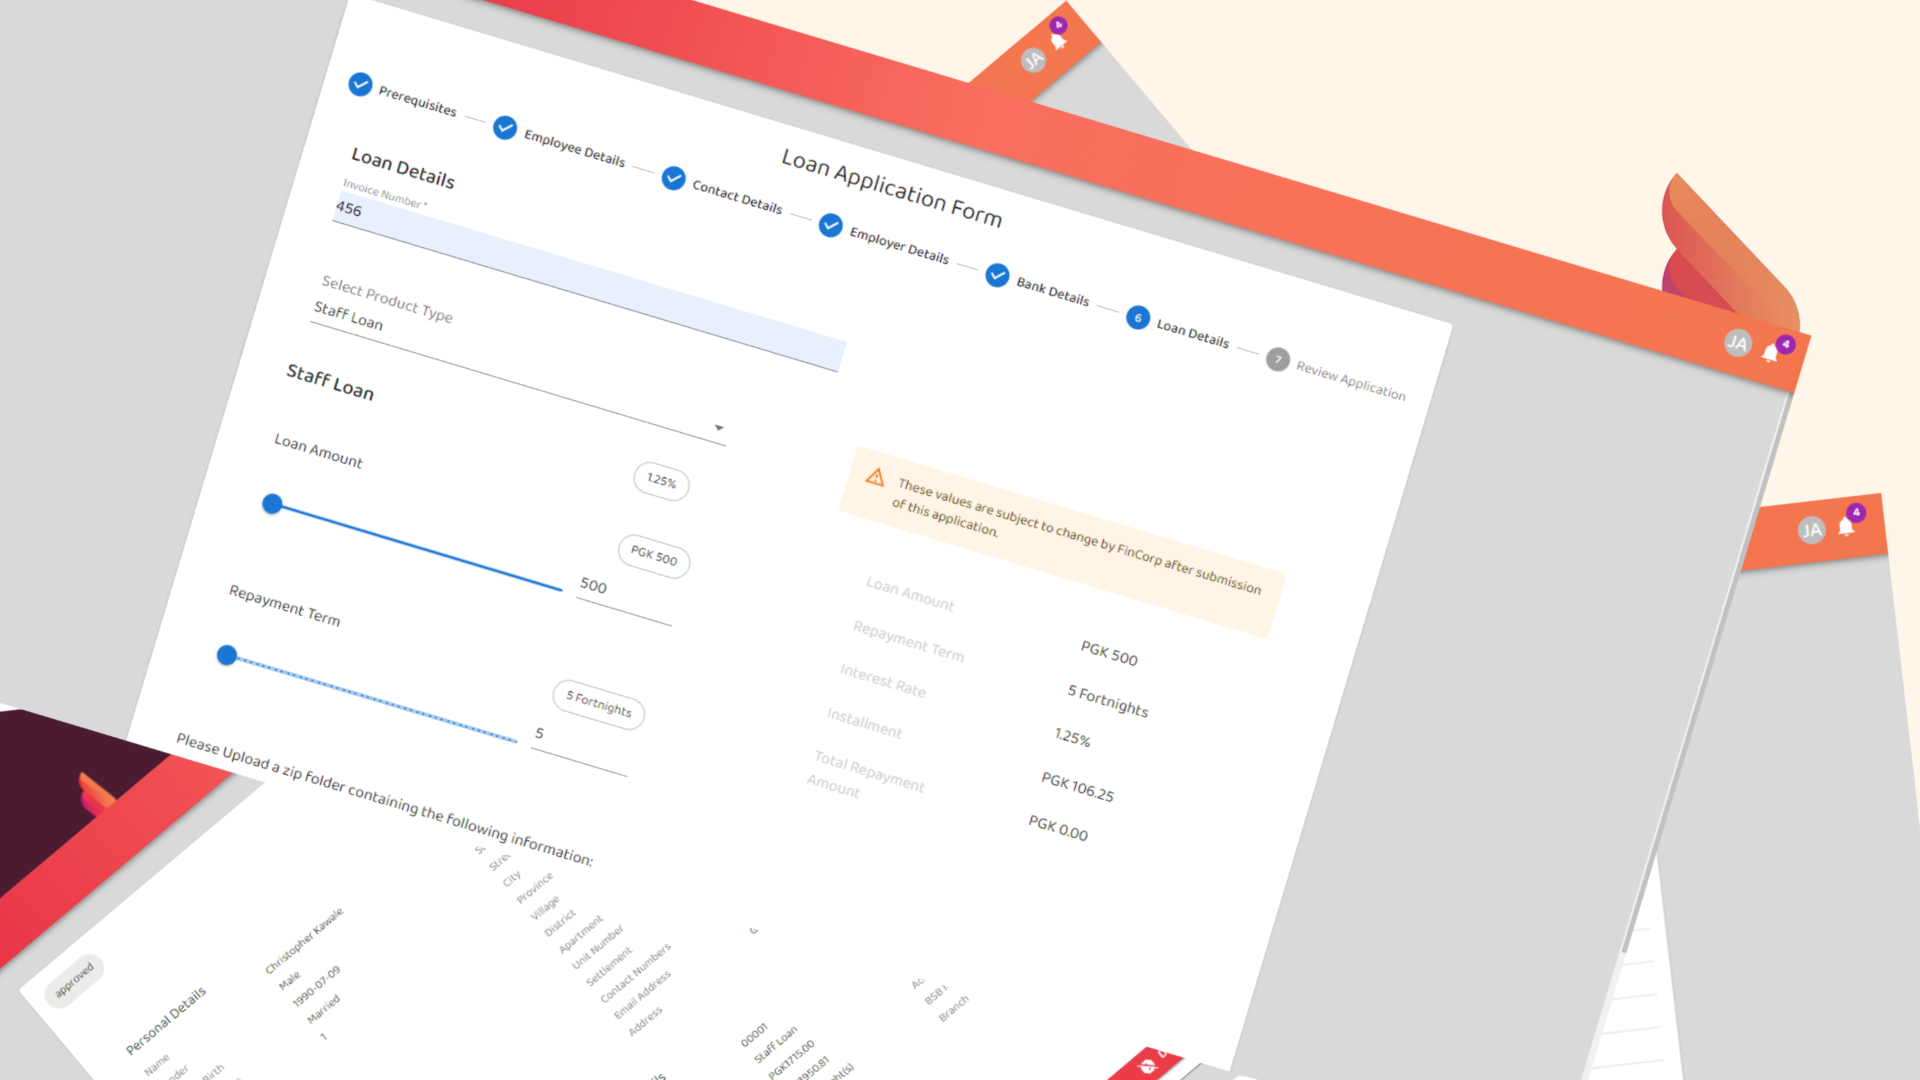 4
JA
Prerequisites
Employee Details
Contact Details
Employer Details
Bank Details
6
Loan Details
7
Review Application
Loan Application Form
JA
4
JA
4
Loan Details
Invoice Number *
456
Select Product Type
Staff Loan
Staff Loan
Loan Amount
1.25%
PGK 500
500
Repayment Term
5 Fortnights
5
Please Upload a zip folder containing the following information:
These values are subject to change by FinCorp after submission
of this application.
Loan Amount
PGK 500
Repayment Term
5 Fortnights
Interest Rate
1.25%
Installment
PGK 106.25
Total Repayment
Amount
PGK 0.00
approved
Personal Details
Name
Christopher Kawale
Male
1990-07-09
Married
1
City
Province
Village
District
Apartment
Unit Number
Settlement
Contact Numbers
Email Address
Address
00001
Staff Loan
PGK1715.00
BSB
Branch